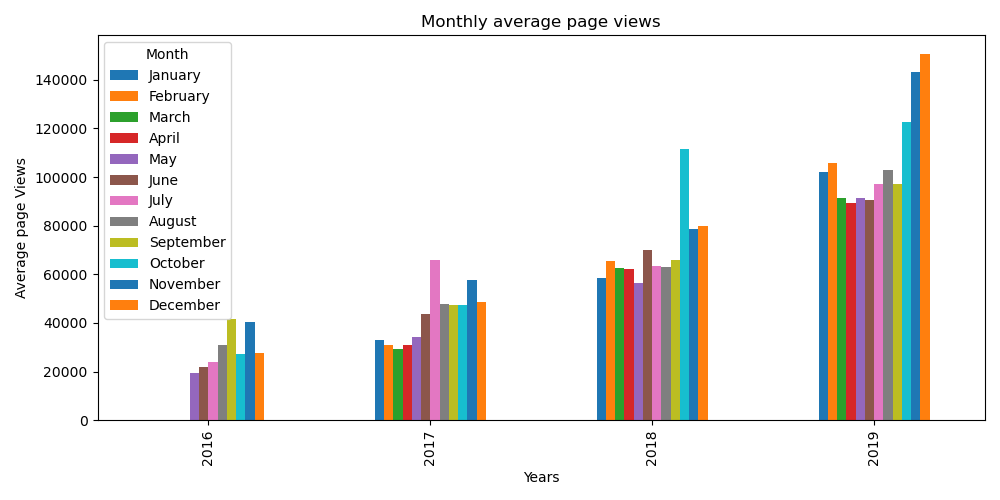 Monthly average page views
Month
January
February
March
April
May
June
July
August
September
October
November
December
Average page Views
140000
120000
100000
80000
60000
40000
20000
0
2016
2017
2018
2019
Years